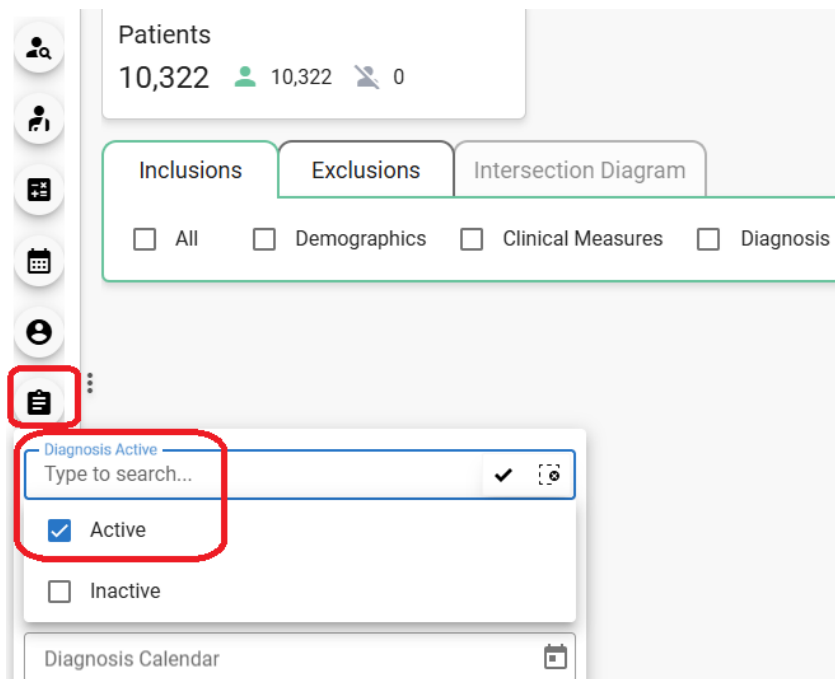 Patients
10,322 10,322 0
Inclusions Exclusions Intersection Diagram
All Demographics Clinical Measures Diagnosis
Diagnosis Active
Type to search...
Active
Inactive
Diagnosis Calendar